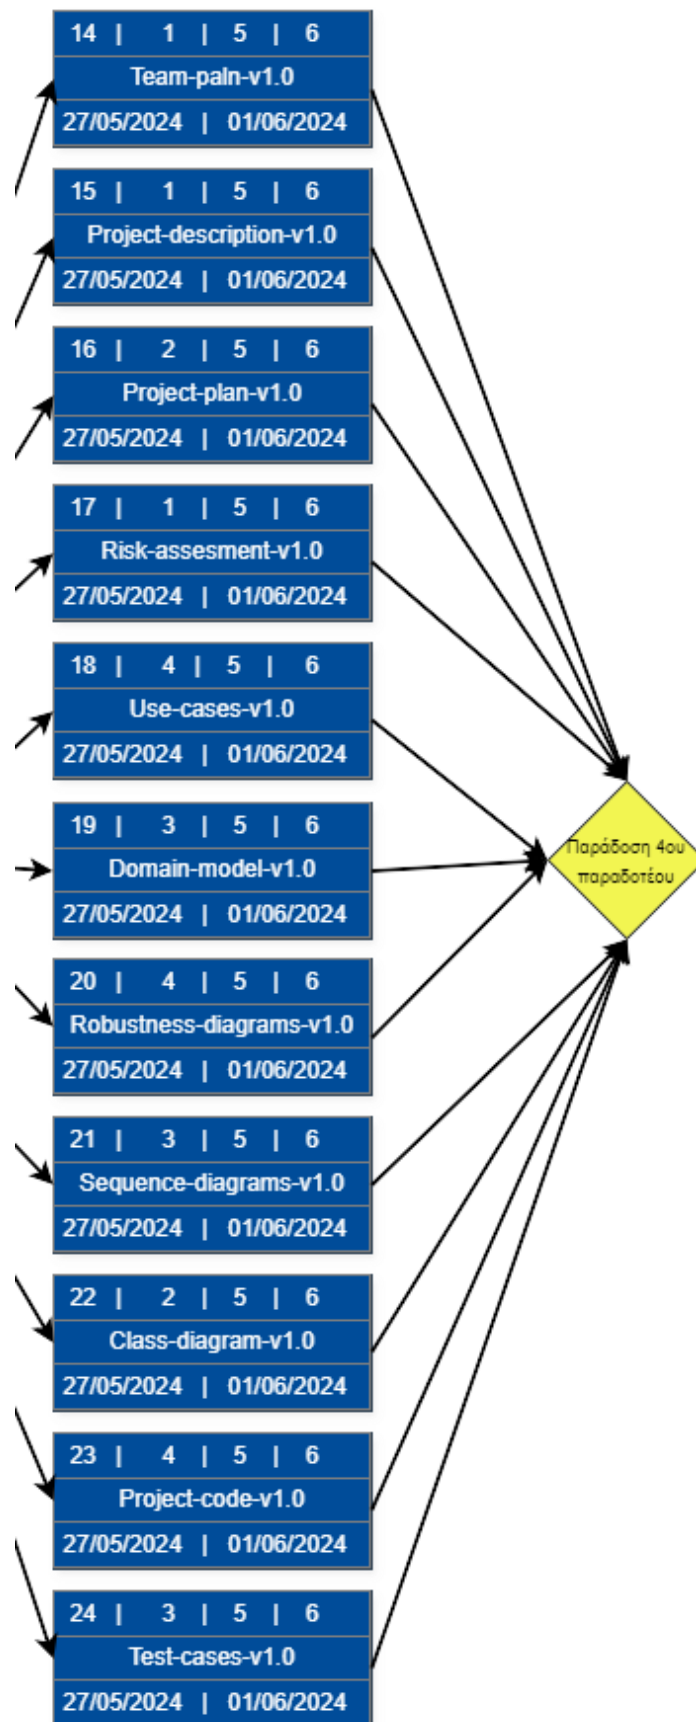 14 | 1 | 5 | 6
Team-paln-v1.0
27/05/2024 | 01/06/2024
15 | 1 | 5 | 6
Project-description-v1.0
27/05/2024 | 01/06/2024
16 | 2 | 5 | 6
Project-plan-v1.0
27/05/2024 | 01/06/2024
17 | 1 | 5 | 6
Risk-assesment-v1.0
27/05/2024 | 01/06/2024
18 | 4 | 5 | 6
Use-cases-v1.0
27/05/2024 | 01/06/2024
19 | 3 | 5 | 6
Domain-model-v1.0
27/05/2024 | 01/06/2024
20 | 4 | 5 | 6
Robustness-diagrams-v1.0
27/05/2024 | 01/06/2024
21 | 3 | 5 | 6
Sequence-diagrams-v1.0
27/05/2024 | 01/06/2024
22 | 2 | 5 | 6
Class-diagram-v1.0
27/05/2024 | 01/06/2024
23 | 4 | 5 | 6
Project-code-v1.0
27/05/2024 | 01/06/2024
24 | 3 | 5 | 6
Test-cases-v1.0
27/05/2024 | 01/06/2024
Παράδοση 4ου
παραδοτέου